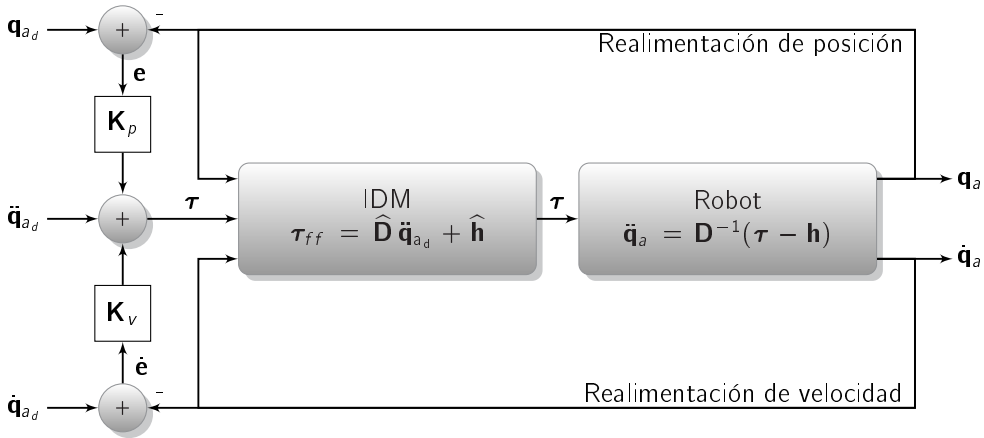 q_{a_d}
+
-
Realimentación de posición
e
K_p
q̈_{a_d}
+
τ
IDM
τ_{ff} = D̂ q̈_{a_d} + ĥ
τ
Robot
q̈_a = D^{-1}(τ − h)
q_a
q̇_a
K_v
ė
q̇_{a_d}
+
-
Realimentación de velocidad